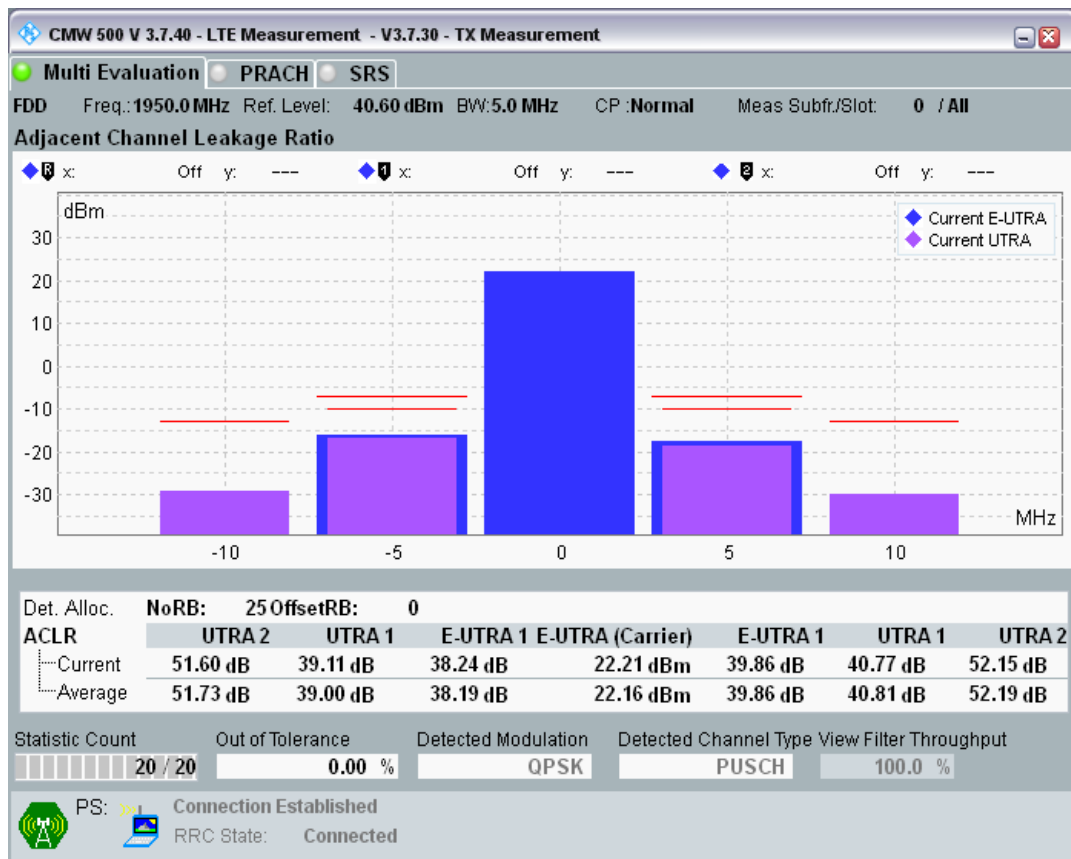 CMW 500 V 3.7.40 - LTE Measurement - V3.7.30 - TX Measurement
Multi Evaluation PRACH SRS
FDD Freq.: 1950.0 MHz Ref. Level: 40.60 dBm BW: 5.0 MHz CP : Normal Meas Subfr./Slot: 0 / All
Adjacent Channel Leakage Ratio
R x: Off y: --- 1 x: Off y: --- 2 x: Off y: ---
dBm
Current E-UTRA
Current UTRA
30
20
10
0
-10
-20
-30
MHz
-10 -5 0 5 10
Det. Alloc. NoRB: 25 OffsetRB: 0
ACLR UTRA 2 UTRA 1 E-UTRA 1 E-UTRA (Carrier) E-UTRA 1 UTRA 1 UTRA 2
Current 51.60 dB 39.11 dB 38.24 dB 22.21 dBm 39.86 dB 40.77 dB 52.15 dB
Average 51.73 dB 39.00 dB 38.19 dB 22.16 dBm 39.86 dB 40.81 dB 52.19 dB
Statistic Count Out of Tolerance Detected Modulation Detected Channel Type View Filter Throughput
20 / 20 0.00 % QPSK PUSCH 100.0 %
PS: Connection Established
RRC State: Connected